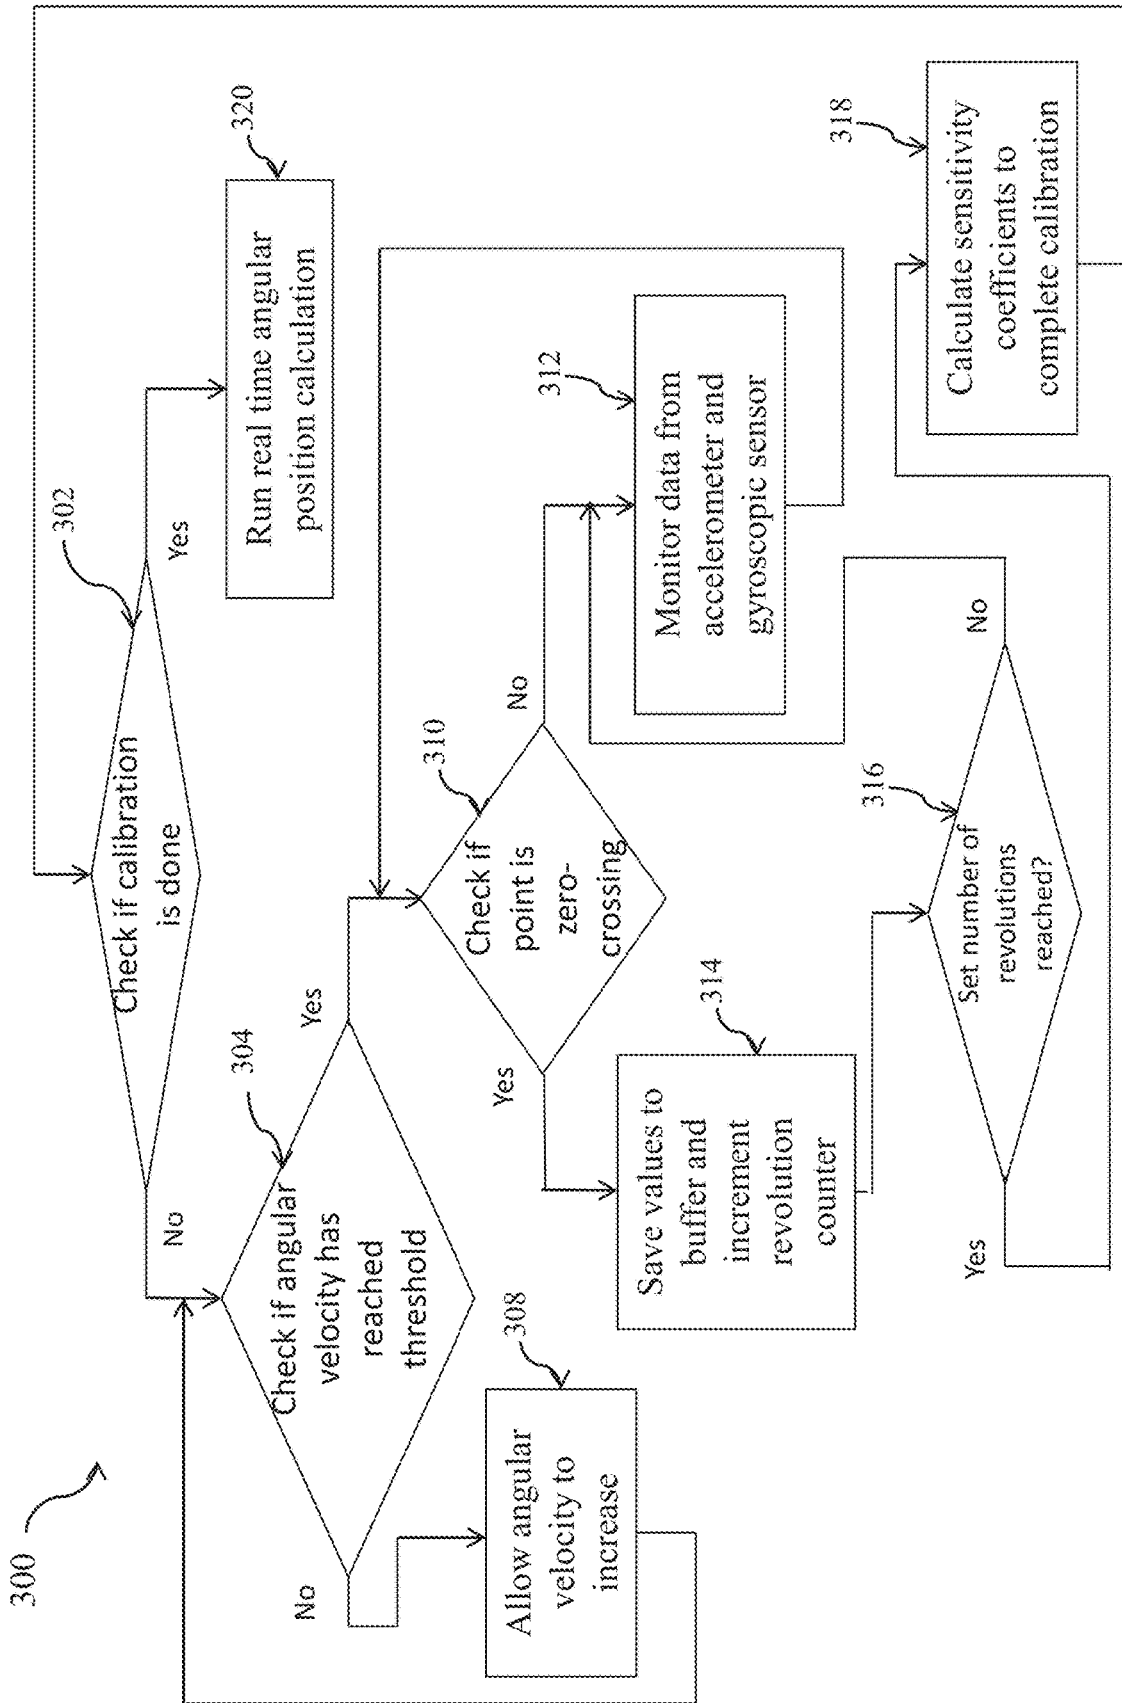 300
Check if calibration
is done
302
Yes
No
Run real time angular
position calculation
320
Check if angular
velocity has
reached
threshold
304
Yes
No
Allow angular
velocity to
increase
308
Check if
point is
zero-
crossing
310
No
Yes
Monitor data from
accelerometer and
gyroscopic sensor
312
Save values to
buffer and
increment
revolution
counter
314
Set number of
revolutions
reached?
316
No
Yes
Calculate sensitivity
coefficients to
complete calibration
318